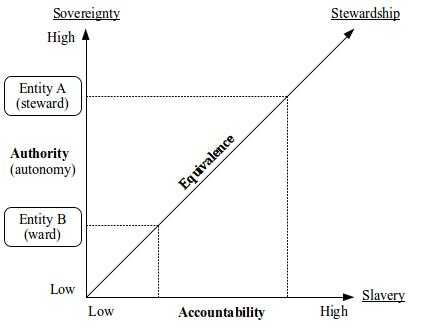 Sovereignty
Stewardship
High
Entity A
(steward)
Equivalence
Authority
(autonomy)
Entity B
(ward)
Low
Slavery
Low
Accountability
High